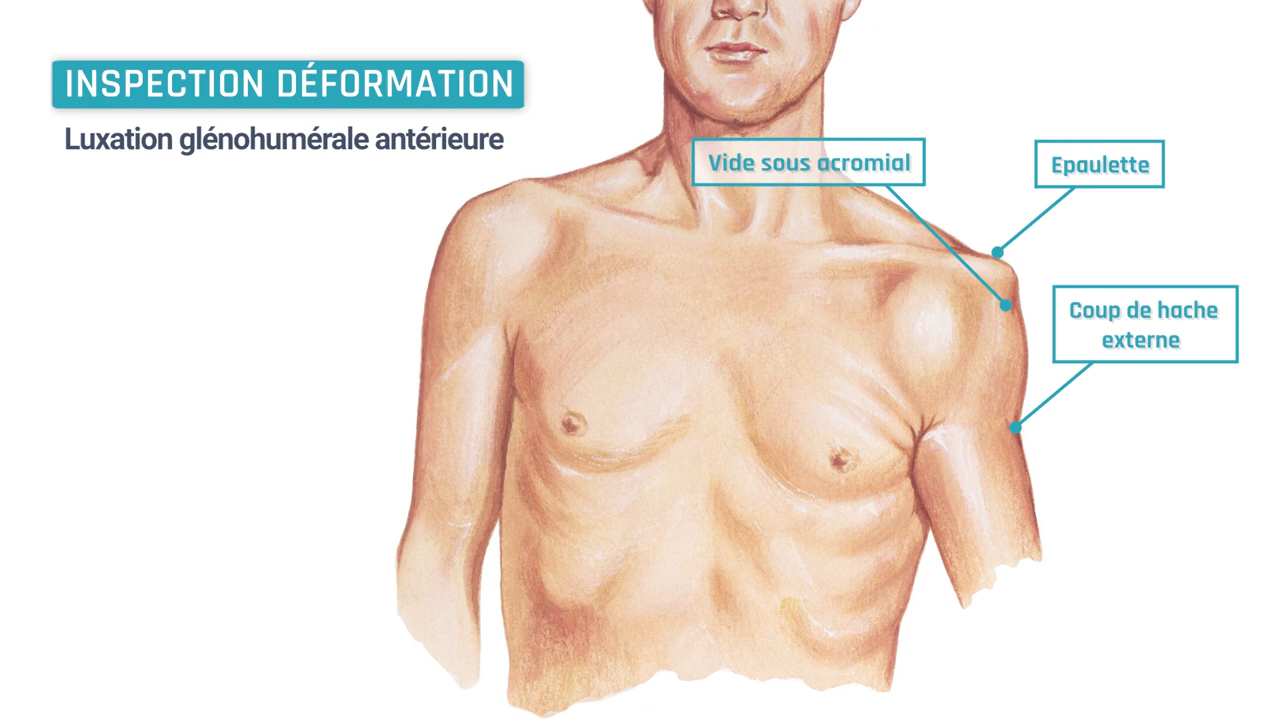 INSPECTION DÉFORMATION
Luxation glénohumérale antérieure
Vide sous acromial
Epaulette
Coup de hache
externe